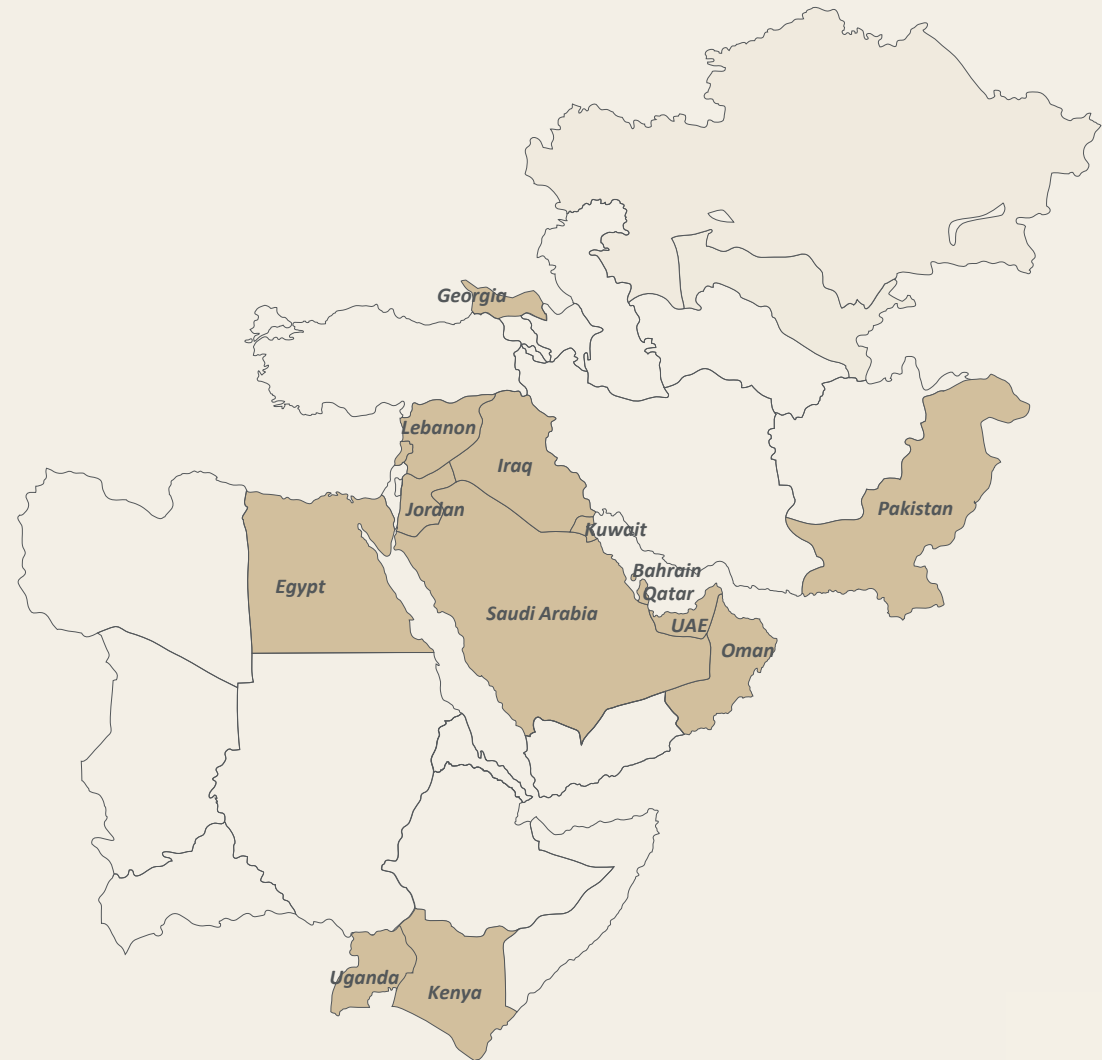 Georgia
Lebanon
Iraq
Jordan
Pakistan
Kuwait
Bahrain
Egypt
Qatar
Saudi Arabia
UAE
Oman
Uganda
Kenya